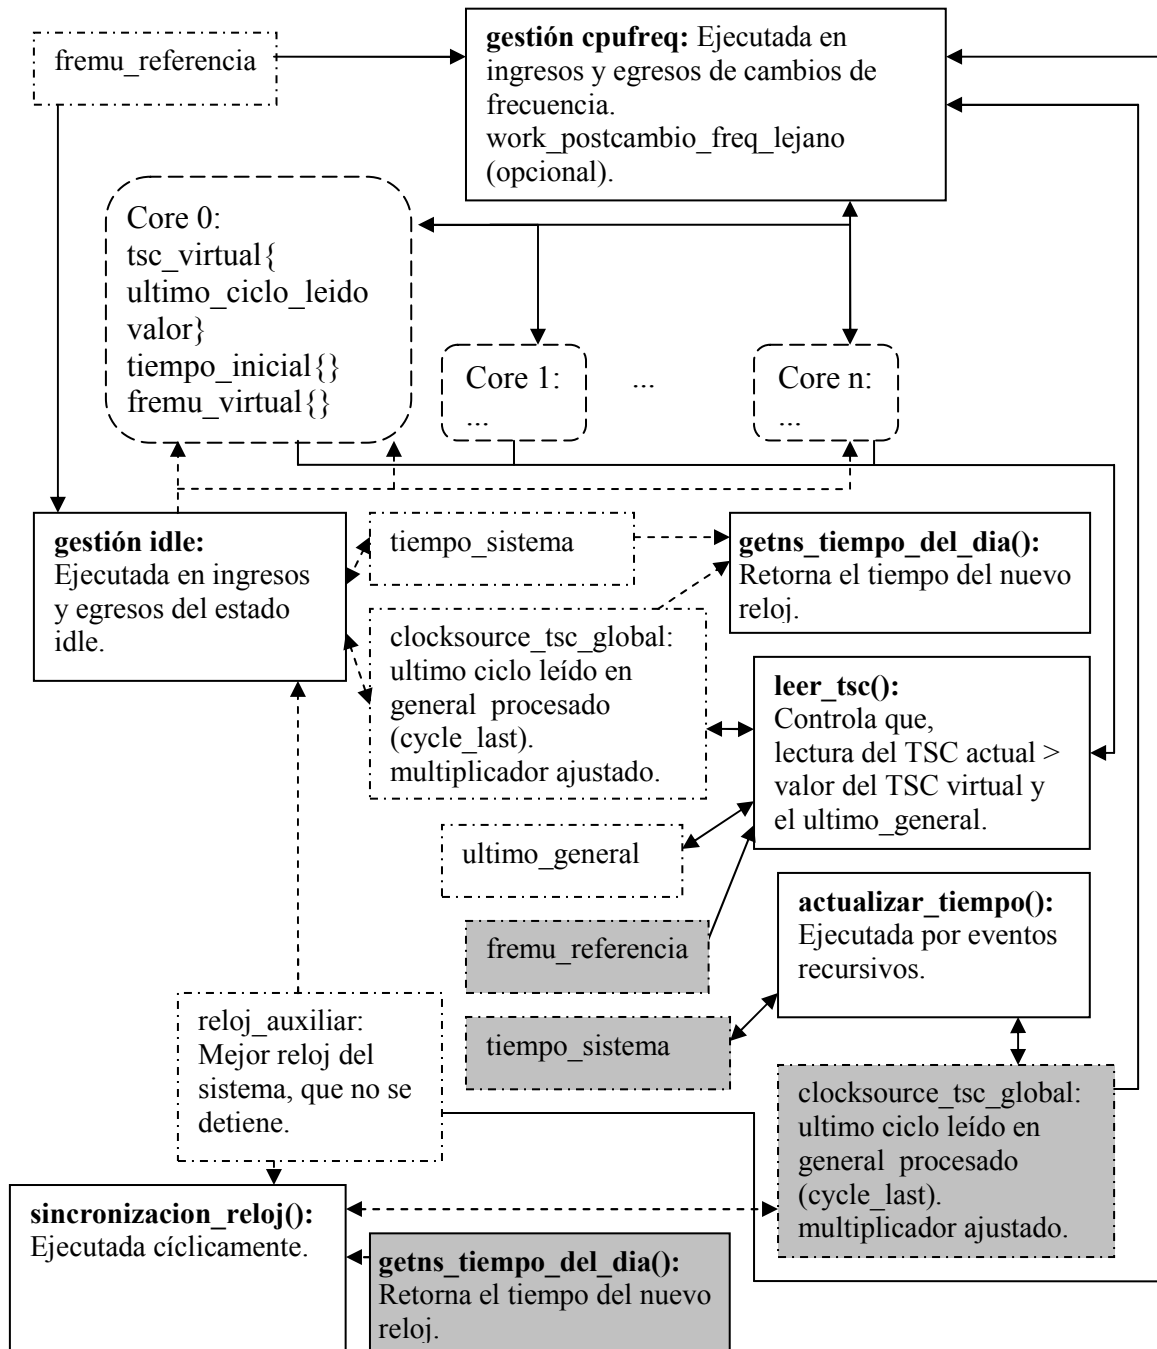 fremu_referencia
gestión cpufreq: Ejecutada en
ingresos y egresos de cambios de
frecuencia.
work_postcambio_freq_lejano
(opcional).
Core 0:
tsc_virtual{
ultimo_ciclo_leido
valor}
tiempo_inicial{}
fremu_virtual{}
Core 1:
...
...
Core n:
...
gestión idle:
Ejecutada en ingresos
y egresos del estado
idle.
tiempo_sistema
getns_tiempo_del_dia():
Retorna el tiempo del nuevo
reloj.
clocksource_tsc_global:
ultimo ciclo leído en
general procesado
(cycle_last).
multiplicador ajustado.
leer_tsc():
Controla que,
lectura del TSC actual >
valor del TSC virtual y
el ultimo_general.
ultimo_general
fremu_referencia
actualizar_tiempo():
Ejecutada por eventos
recursivos.
tiempo_sistema
reloj_auxiliar:
Mejor reloj del
sistema, que no se
detiene.
clocksource_tsc_global:
ultimo ciclo leído en
general procesado
(cycle_last).
multiplicador ajustado.
sincronizacion_reloj():
Ejecutada cíclicamente.
getns_tiempo_del_dia():
Retorna el tiempo del nuevo
reloj.